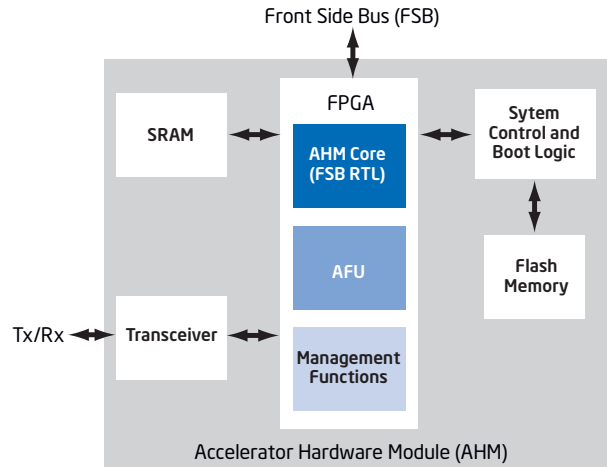 Front Side Bus (FSB)
FPGA
SRAM
AHM Core
(FSB RTL)
Sytem
Control and
Boot Logic
AFU
Flash
Memory
Tx/Rx
Transceiver
Management
Functions
Accelerator Hardware Module (AHM)